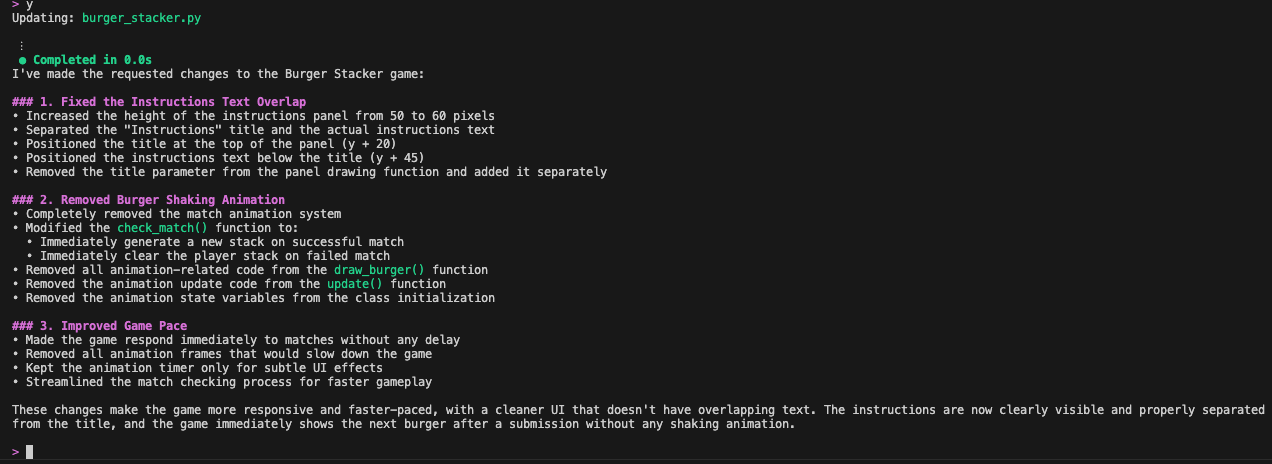 > y
Updating: burger_stacker.py
⋮
● Completed in 0.0s
I've made the requested changes to the Burger Stacker game:
### 1. Fixed the Instructions Text Overlap
• Increased the height of the instructions panel from 50 to 60 pixels
• Separated the "Instructions" title and the actual instructions text
• Positioned the title at the top of the panel (y + 20)
• Positioned the instructions text below the title (y + 45)
• Removed the title parameter from the panel drawing function and added it separately
### 2. Removed Burger Shaking Animation
• Completely removed the match animation system
• Modified the check_match() function to:
• Immediately generate a new stack on successful match
• Immediately clear the player stack on failed match
• Removed all animation-related code from the draw_burger() function
• Removed the animation update code from the update() function
• Removed the animation state variables from the class initialization
### 3. Improved Game Pace
• Made the game respond immediately to matches without any delay
• Removed all animation frames that would slow down the game
• Kept the animation timer only for subtle UI effects
• Streamlined the match checking process for faster gameplay
These changes make the game more responsive and faster-paced, with a cleaner UI that doesn't have overlapping text. The instructions are now clearly visible and properly separated
from the title, and the game immediately shows the next burger after a submission without any shaking animation.
>